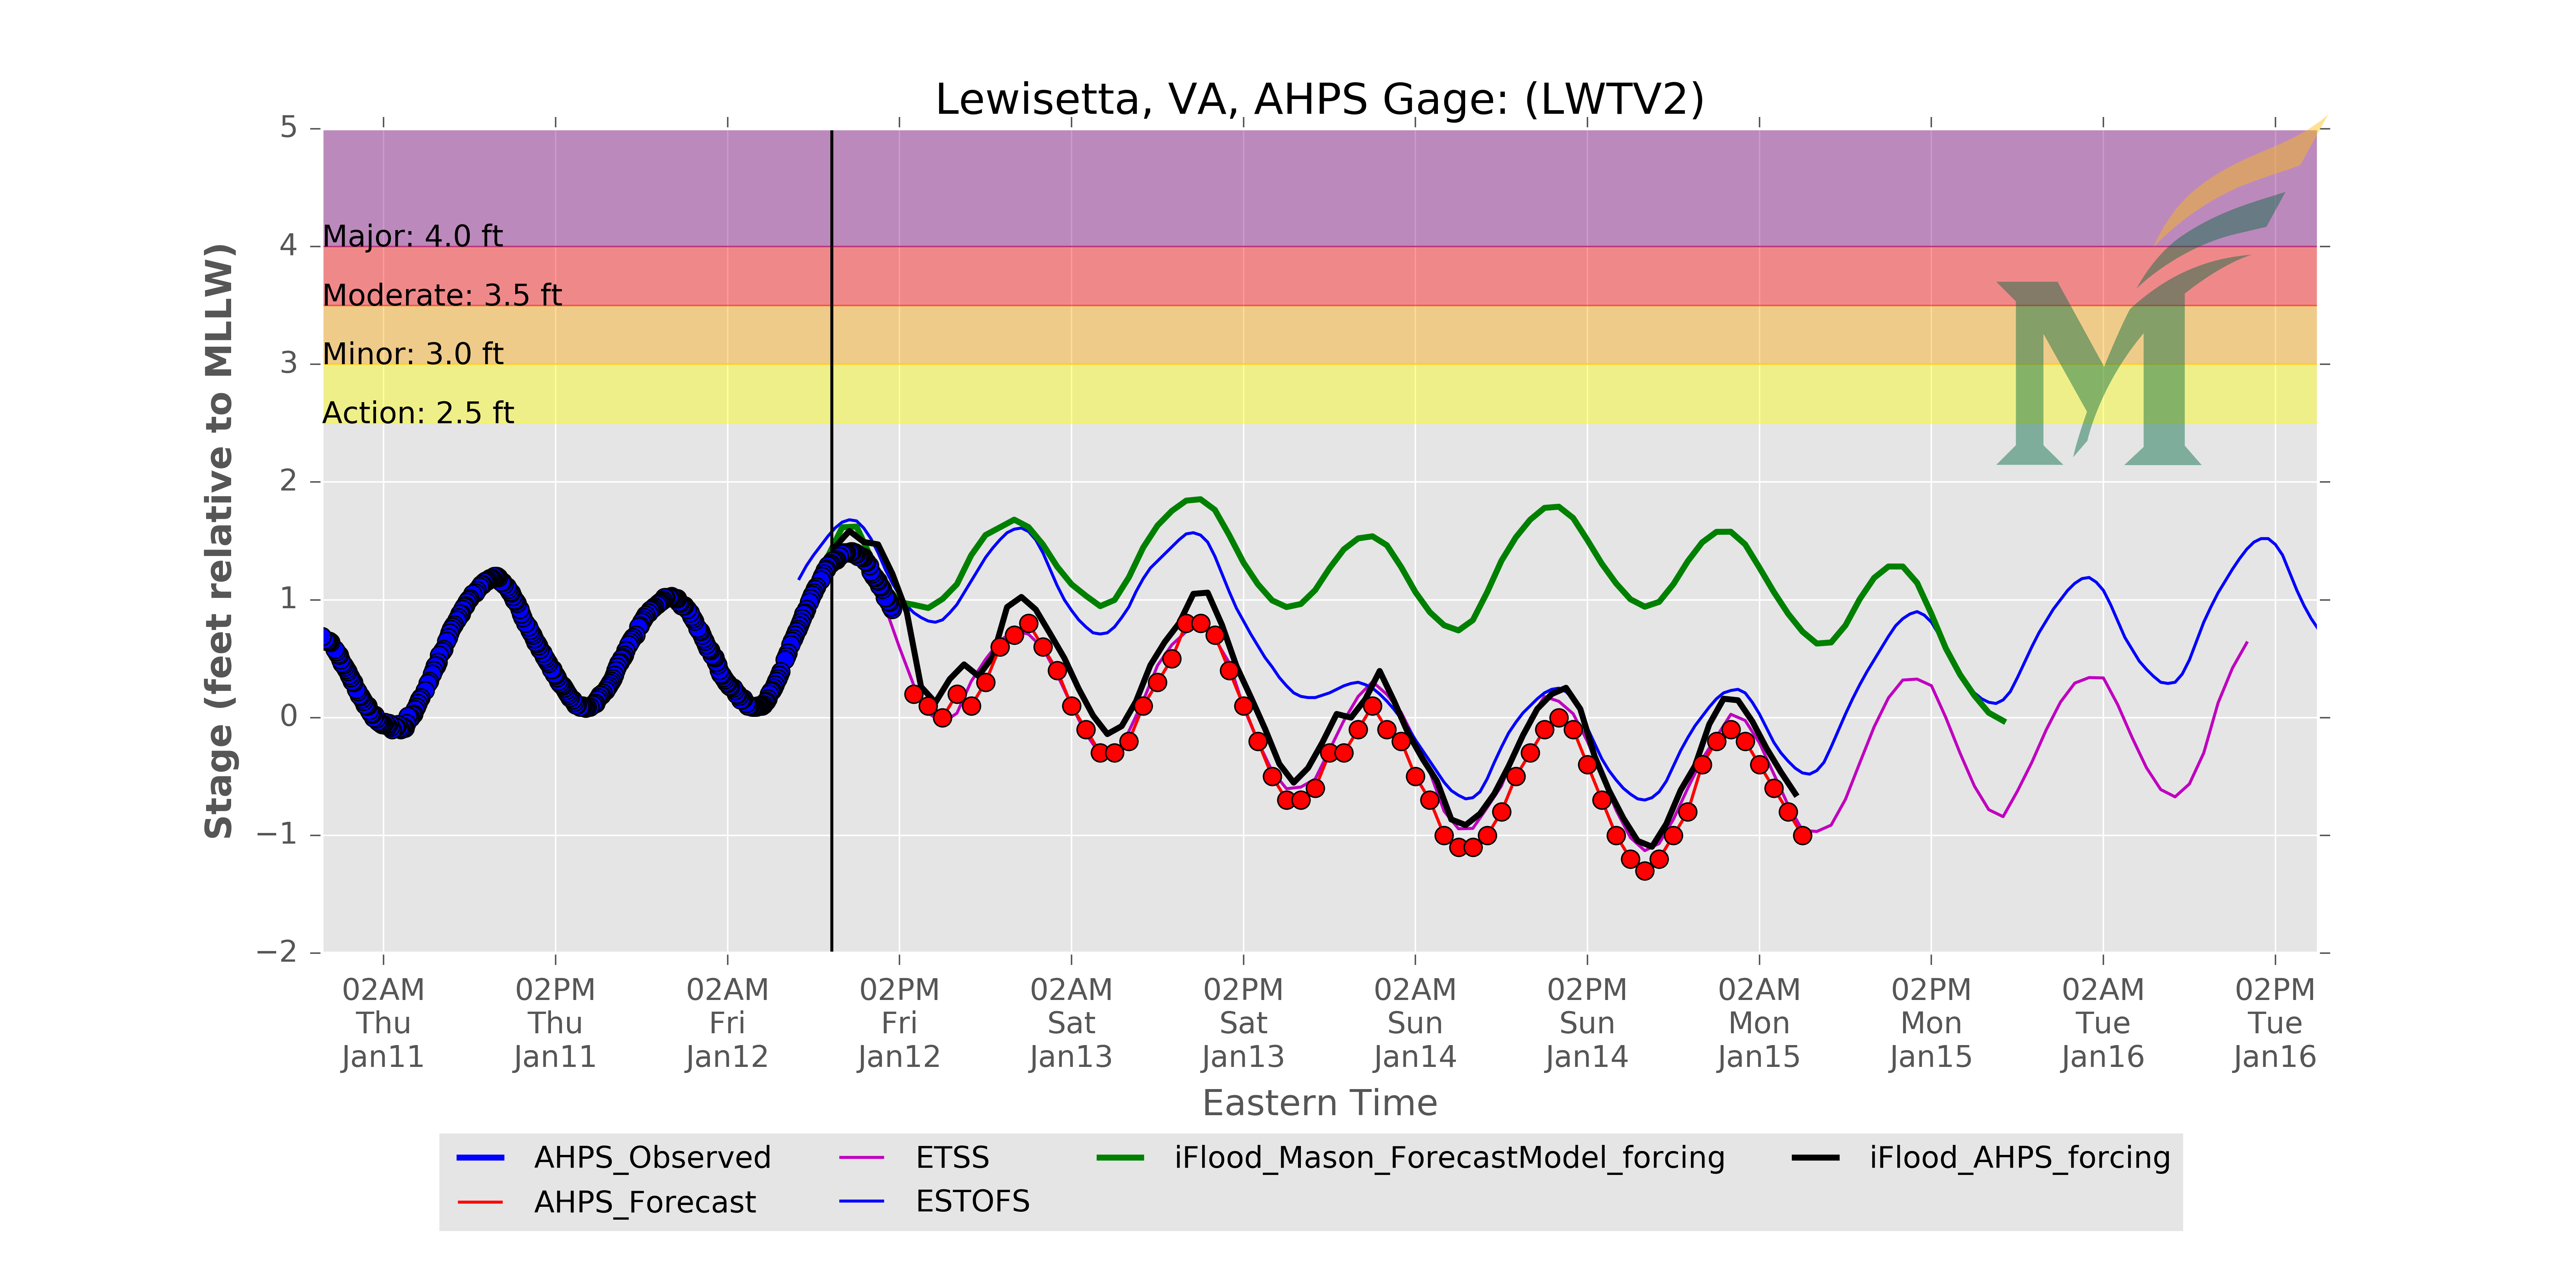 Lewisetta, VA, AHPS Gage: (LWTV2)
Stage (feet relative to MLLW)
5
4
3
2
1
0
−1
−2
Major: 4.0 ft
Moderate: 3.5 ft
Minor: 3.0 ft
Action: 2.5 ft
M
02AM 02PM 02AM 02PM 02AM 02PM 02AM 02PM 02AM 02PM 02AM 02PM
Thu Thu Fri Fri Sat Sat Sun Sun Mon Mon Tue Tue
Jan11 Jan11 Jan12 Jan12 Jan13 Jan13 Jan14 Jan14 Jan15 Jan15 Jan16 Jan16
Eastern Time
AHPS_Observed ETSS iFlood_Mason_ForecastModel_forcing iFlood_AHPS_forcing
AHPS_Forecast ESTOFS